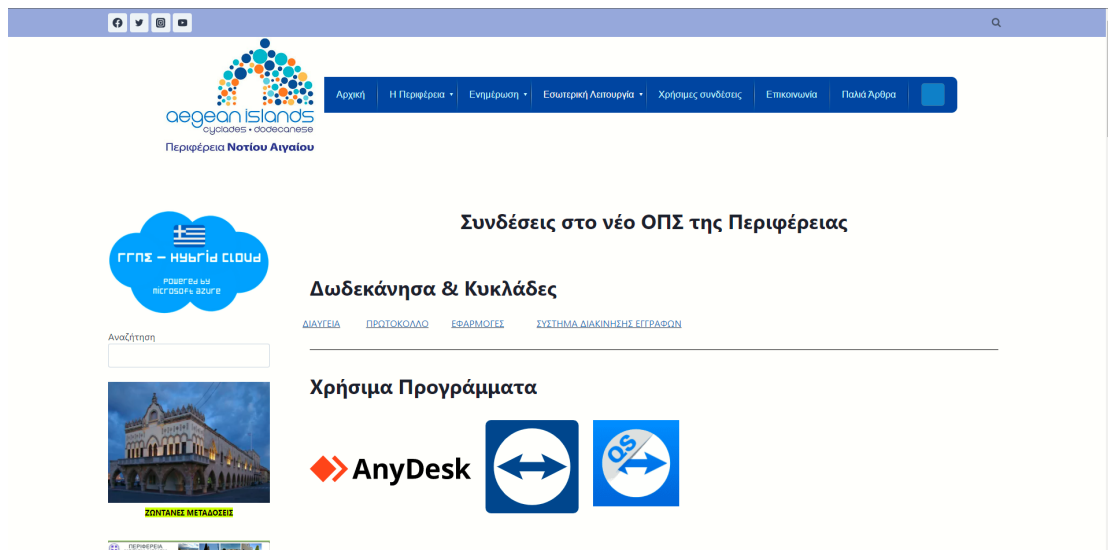 aegean islands
cyclades • dodecanese
Περιφέρεια Νοτίου Αιγαίου
Αρχική Η Περιφέρεια Ενημέρωση Εσωτερική Λειτουργία Χρήσιμες συνδέσεις Επικοινωνία Παλιά Άρθρα
Συνδέσεις στο νέο ΟΠΣ της Περιφέρειας
Hybrid Cloud
Powered by
microsoft azure
Δωδεκάνησα & Κυκλάδες
ΔΙΑΥΓΕΙΑ ΠΡΩΤΟΚΟΛΛΟ ΕΦΑΡΜΟΓΕΣ ΣΥΣΤΗΜΑ ΔΙΑΚΙΝΗΣΗΣ ΕΓΓΡΑΦΩΝ
Αναζήτηση
Χρήσιμα Προγράμματα
AnyDesk
QS
ΖΩΝΤΑΝΕΣ ΜΕΤΑΔΟΣΕΙΣ
ΠΕΡΙΦΕΡΕΙΑ